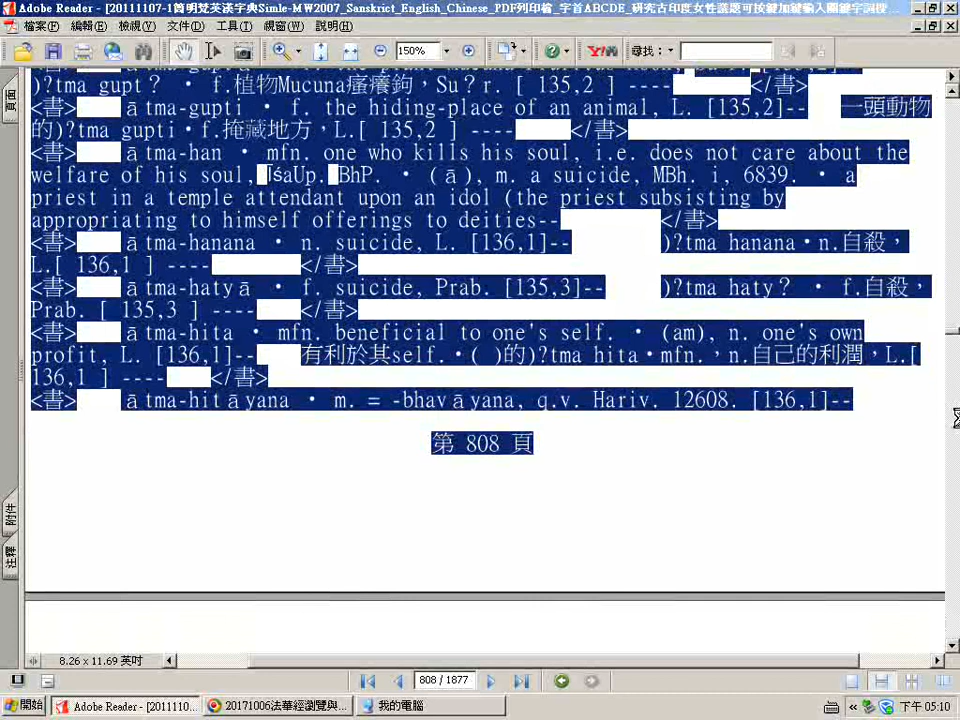 Adobe Reader - [20111107-1簡明梵英漢字典Simle-MW2007_Sanskrict_English_Chinese_PDF列印檔_字首ABCDE_研究古印度女性議題可按鍵加鍵輸入關鍵字詞搜
檔案(F) 編輯(E) 檢視(V) 文件(D) 工具(T) 視窗(W) 說明(H)
150% 尋找:
頁面
)?tma gupt? · f.植物Mucuna瘙癢鉤,Su?r. [ 135,2 ] ---- </書>
<書> ātma-gupti · f. the hiding-place of an animal, L. [135,2]-- 一頭動物
的)?tma gupti·f.掩藏地方,L.[ 135,2 ] ---- </書>
<書> ātma-han · mfn. one who kills his soul, i.e. does not care about the
welfare of his soul, ĪśaUp. BhP. · (ā), m. a suicide, MBh. i, 6839. · a
priest in a temple attendant upon an idol (the priest subsisting by
appropriating to himself offerings to deities-- </書>
<書> ātma-hanana · n. suicide, L. [136,1]-- )?tma hanana·n.自殺,
L.[ 136,1 ] ---- </書>
<書> ātma-hatyā · f. suicide, Prab. [135,3]-- )?tma haty? · f.自殺,
Prab. [ 135,3 ] ---- </書>
<書> ātma-hita · mfn. beneficial to one's self. · (am), n. one's own
profit, L. [136,1]-- 有利於其self.·( )的)?tma hita·mfn.,n.自己的利潤,L.[
136,1 ] ---- </書>
<書> ātma-hitāyana · m. = -bhavāyana, q.v. Hariv. 12608. [136,1]--
第 808 頁
附件
注釋
8.26 x 11.69 英吋
808 / 1877
開始 Adobe Reader - [2011110... 20171006法華經瀏覽與... 我的電腦 下午 05:10